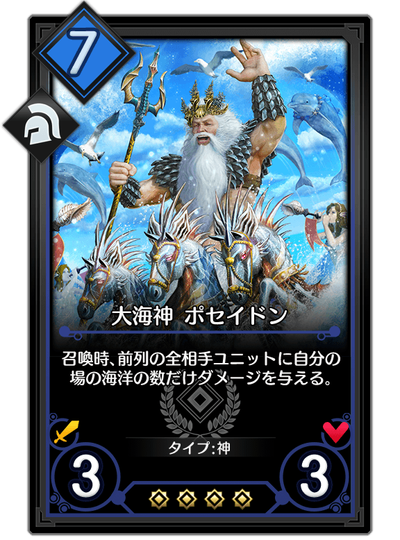 7
大海神 ポセイドン
召喚時、前列の全相手ユニットに自分の
場の海洋の数だけダメージを与える。
タイプ:神
3
3